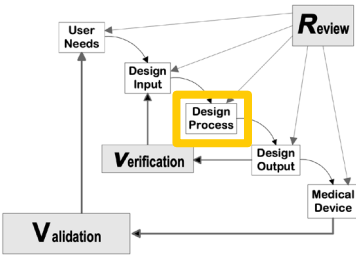 Review
User
Needs
Design
Input
Design
Process
Verification
Design
Output
Medical
Device
Validation